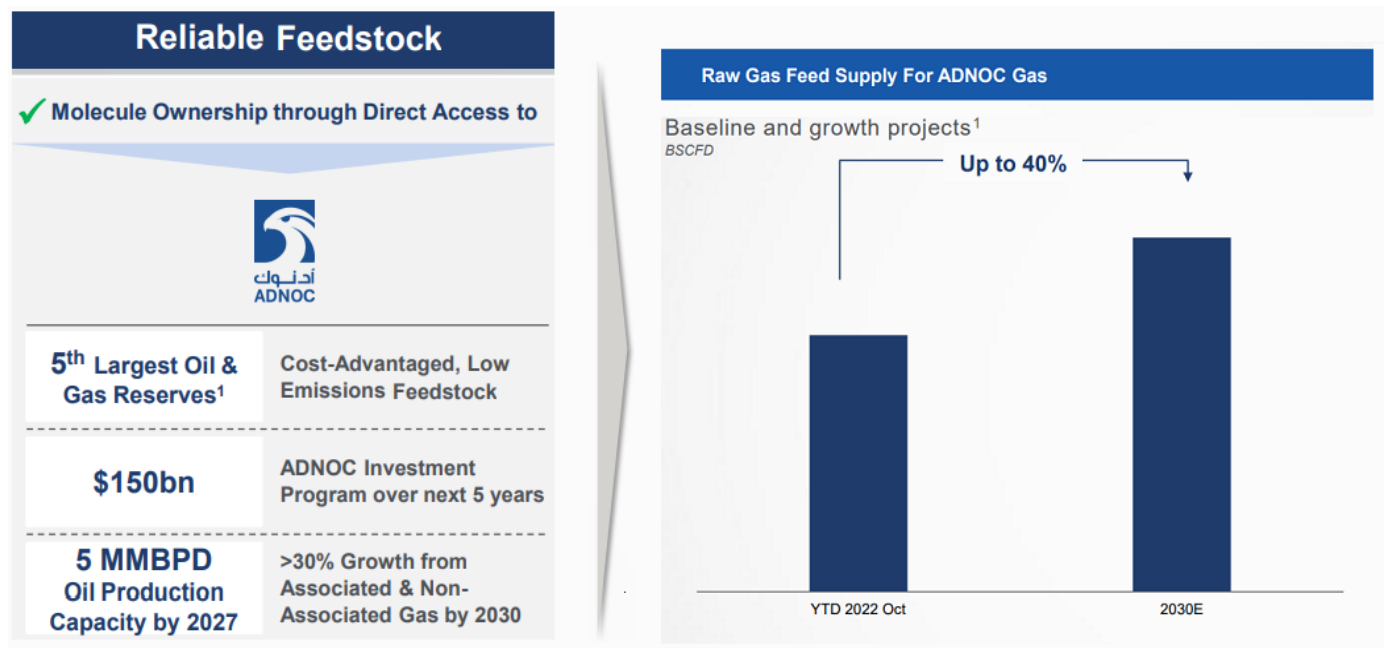 Reliable Feedstock
✓ Molecule Ownership through Direct Access to
أدنوك
ADNOC
5th Largest Oil &
Gas Reserves¹
Cost-Advantaged, Low
Emissions Feedstock
$150bn
ADNOC Investment
Program over next 5 years
5 MMBPD
Oil Production
Capacity by 2027
>30% Growth from
Associated & Non-
Associated Gas by 2030
Raw Gas Feed Supply For ADNOC Gas
Baseline and growth projects¹
BSCFD
Up to 40%
YTD 2022 Oct
2030E